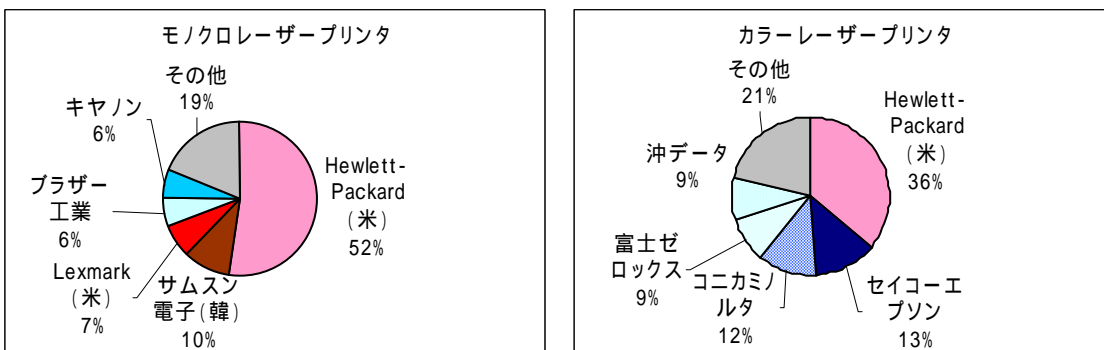 モノクロレーザープリンタ
その他
19%
キヤノン
6%
ブラザー
工業
6%
Lexmark
(米)
7%
サムスン
電子(韓)
10%
Hewlett-
Packard
(米)
52%
カラーレーザープリンタ
その他
21%
沖データ
9%
富士ゼ
ロックス
9%
コニカミノ
ルタ
12%
セイコーエ
プソン
13%
Hewlett-
Packard
(米)
36%